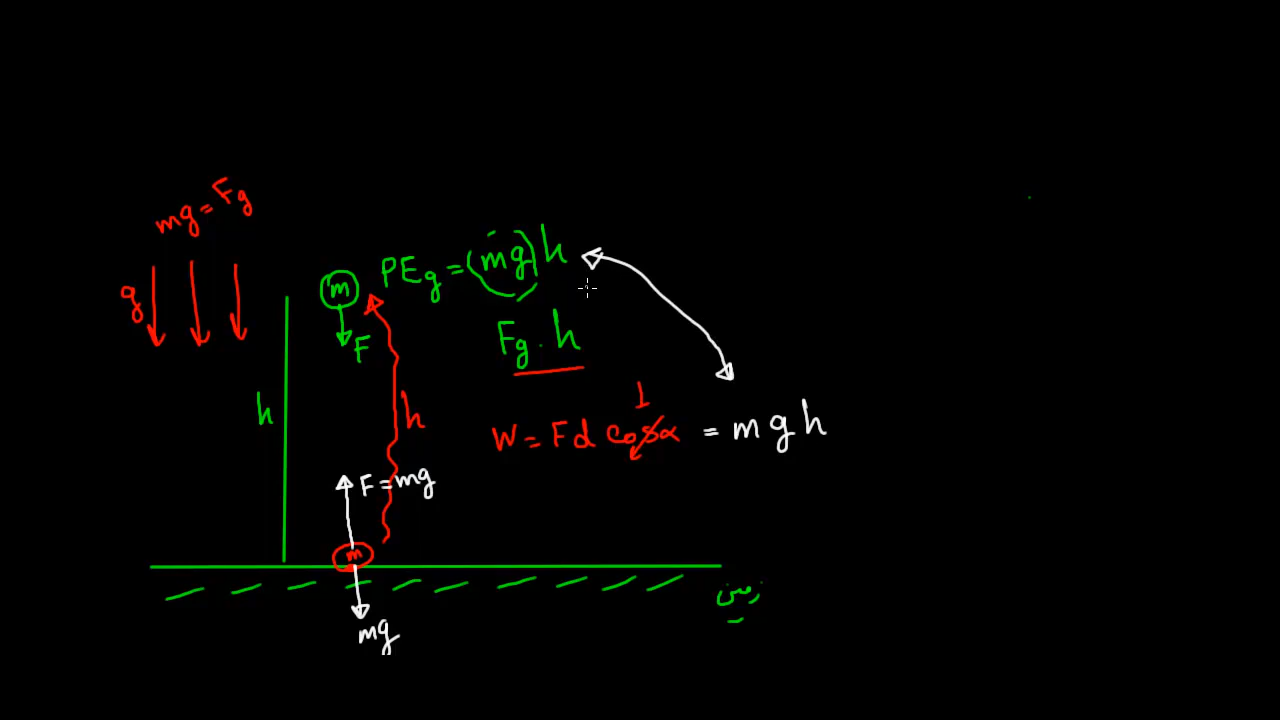 mg = Fg
g
m
PEg = (mg) h
F
Fg . h
h
h
1
W = Fd cosα = mgh
F = mg
m
زمین
mg